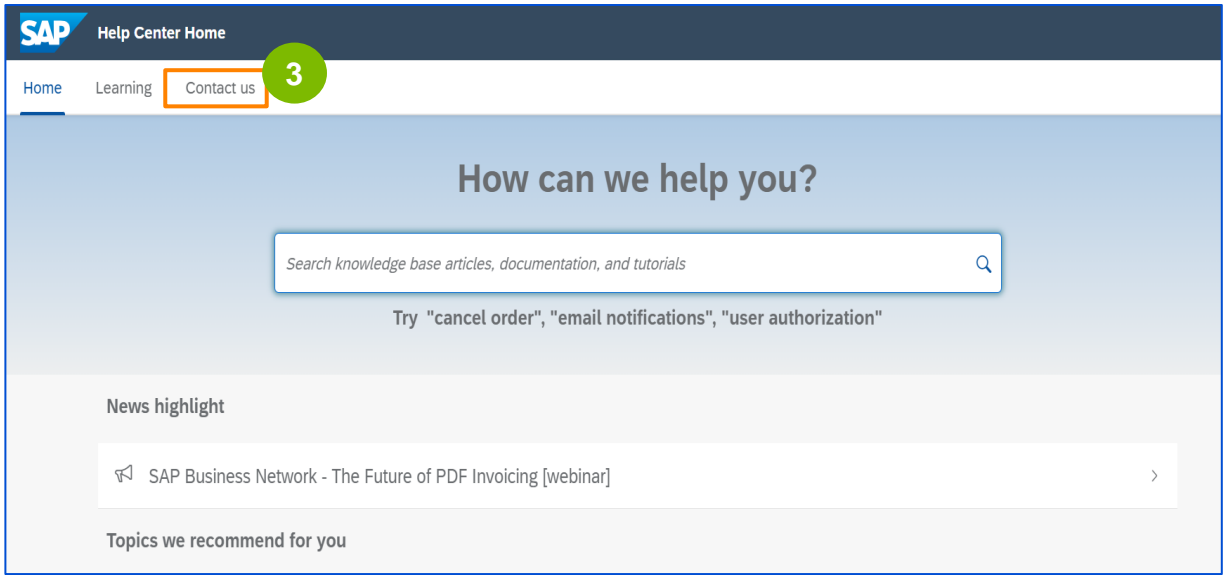 SAP Help Center Home
Home Learning Contact us 3
How can we help you?
Search knowledge base articles, documentation, and tutorials
Try "cancel order", "email notifications", "user authorization"
News highlight
SAP Business Network - The Future of PDF Invoicing [webinar]
Topics we recommend for you